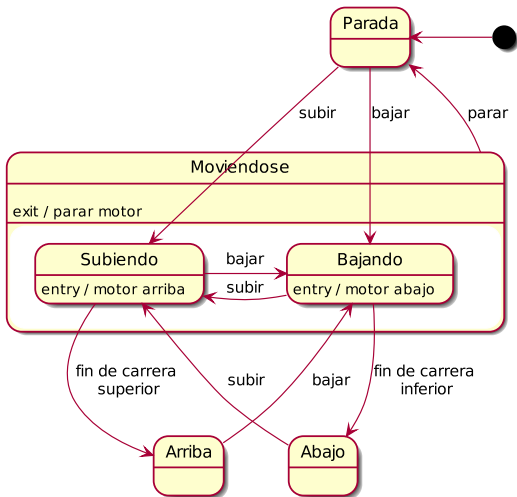 Parada
subir
bajar
parar
Moviendose
exit / parar motor
Subiendo
entry / motor arriba
bajar
subir
Bajando
entry / motor abajo
fin de carrera
superior
subir
bajar
fin de carrera
inferior
Arriba
Abajo